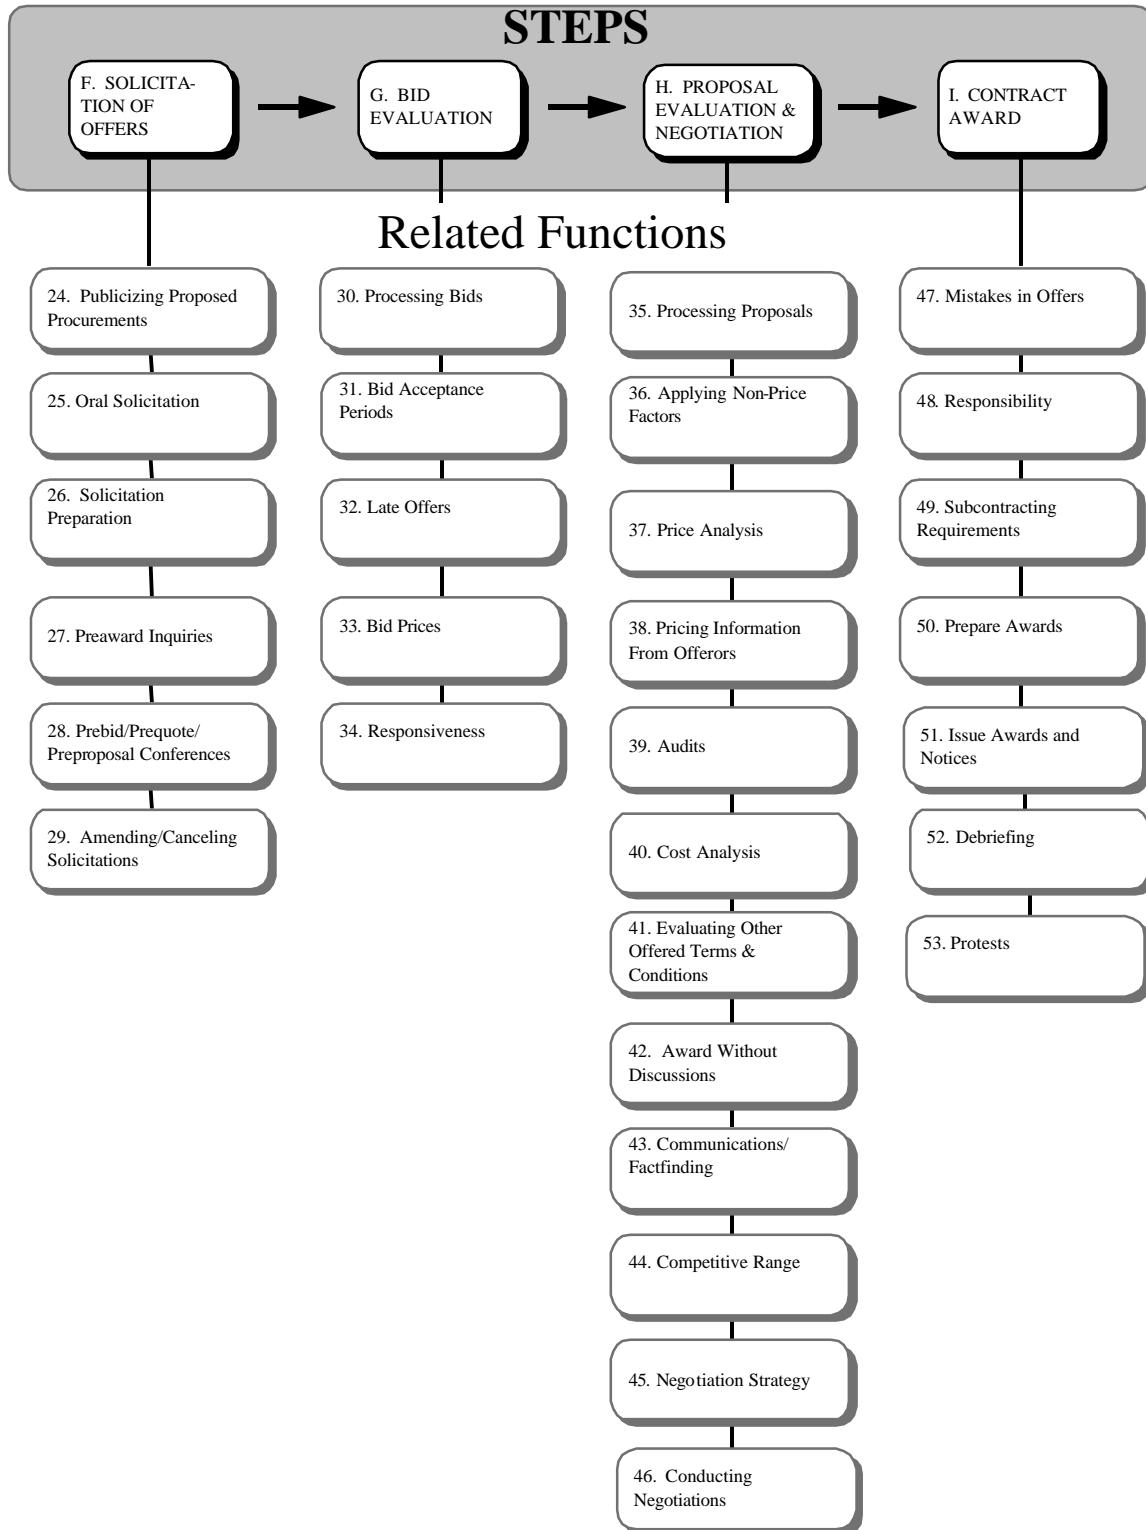 STEPS
F. SOLICITA-
TION OF
OFFERS
G. BID
EVALUATION
H. PROPOSAL
EVALUATION &
NEGOTIATION
I. CONTRACT
AWARD
Related Functions
24. Publicizing Proposed
Procurements
25. Oral Solicitation
26. Solicitation
Preparation
27. Preaward Inquiries
28. Prebid/Prequote/
Preproposal Conferences
29. Amending/Canceling
Solicitations
30. Processing Bids
31. Bid Acceptance
Periods
32. Late Offers
33. Bid Prices
34. Responsiveness
35. Processing Proposals
36. Applying Non-Price
Factors
37. Price Analysis
38. Pricing Information
From Offerors
39. Audits
40. Cost Analysis
41. Evaluating Other
Offered Terms &
Conditions
42. Award Without
Discussions
43. Communications/
Factfinding
44. Competitive Range
45. Negotiation Strategy
46. Conducting
Negotiations
47. Mistakes in Offers
48. Responsibility
49. Subcontracting
Requirements
50. Prepare Awards
51. Issue Awards and
Notices
52. Debriefing
53. Protests